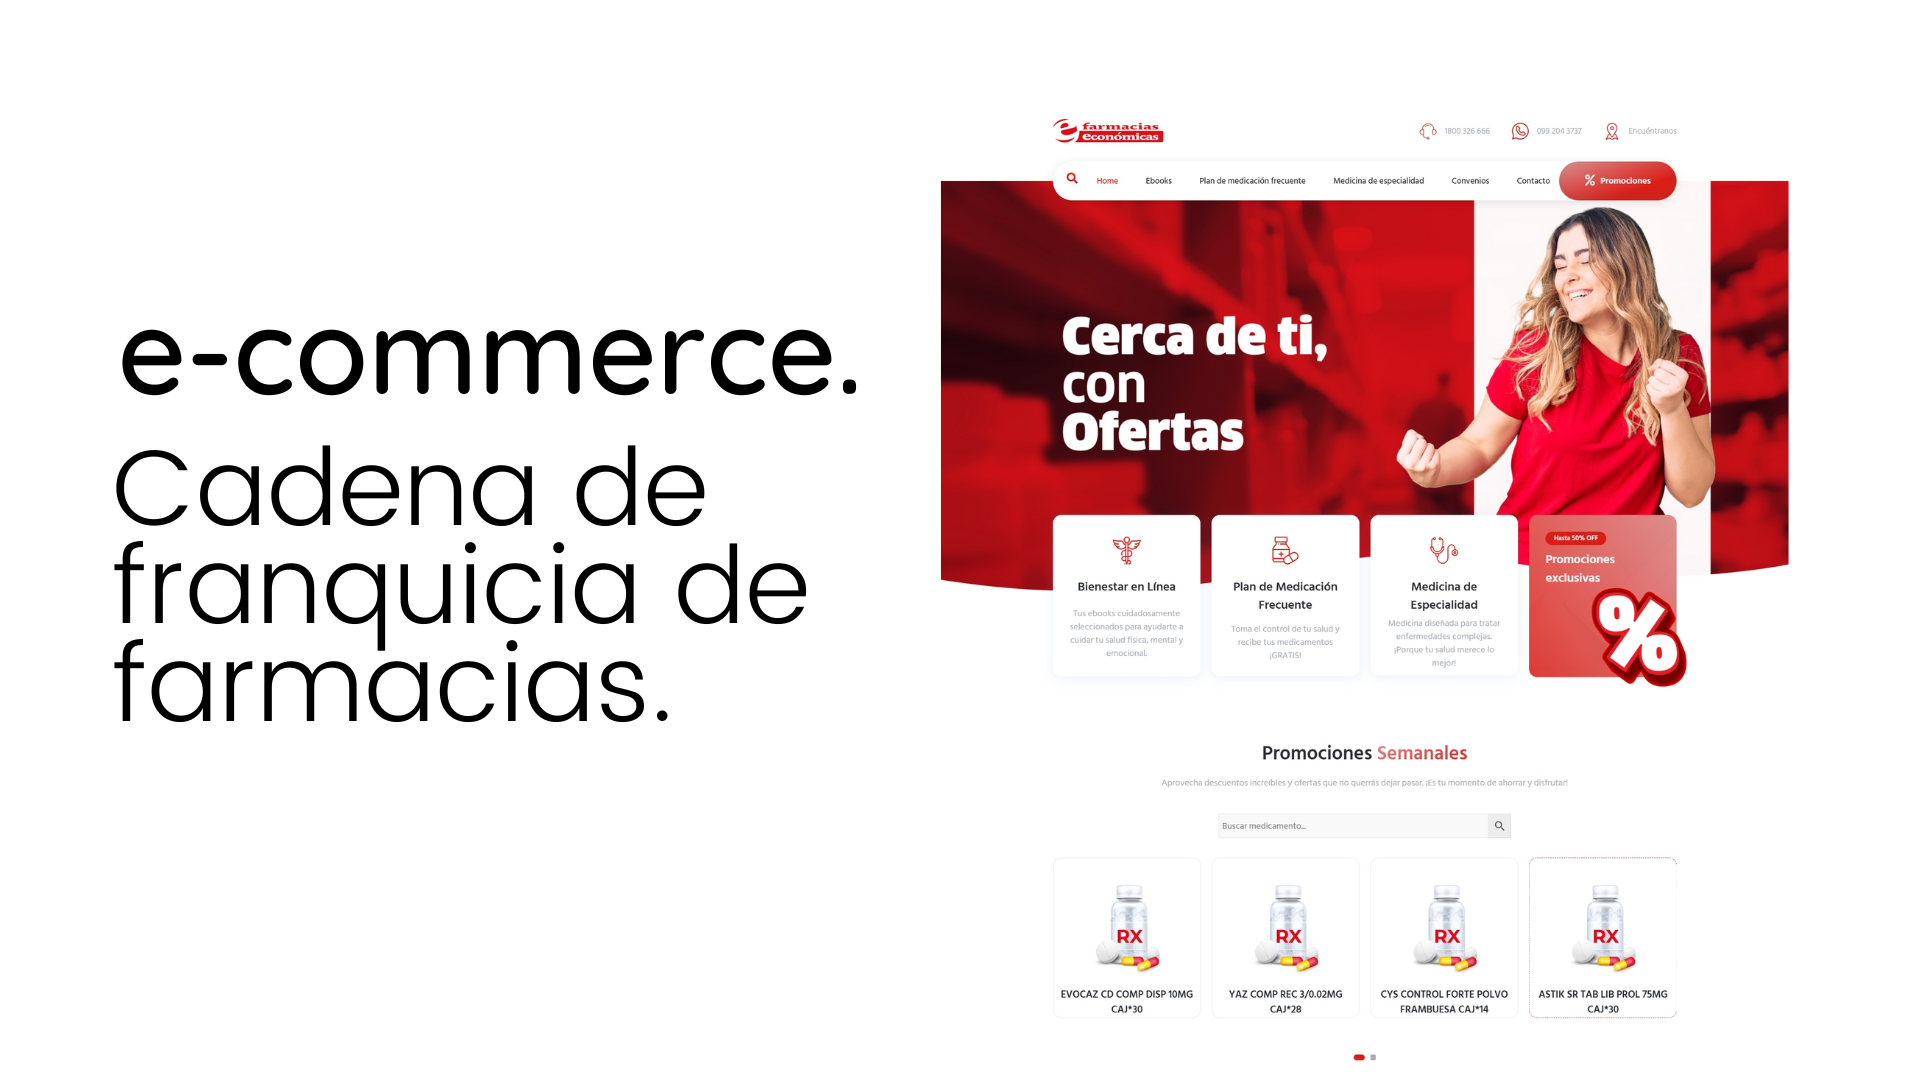 e-commerce.
Cadena de
franquicia de
farmacias.
farmacias
económicas
1800 326 666
099 204 3737
Encuéntranos
Home
Ebooks
Plan de medicación frecuente
Medicina de especialidad
Convenios
Contacto
% Promociones
Cerca de ti,
con
Ofertas
Bienestar en Línea
Tus ebooks cuidadosamente
seleccionados para ayudarte a
cuidar tu salud física, mental y
emocional.
Plan de Medicación
Frecuente
Toma el control de tu salud y
recibe tus medicamentos
¡GRATIS!
Medicina de
Especialidad
Medicina diseñada para tratar
enfermedades complejas.
¡Porque tu salud merece lo
mejor!
Hasta 50% OFF
Promociones
exclusivas
%
Promociones Semanales
Aprovecha descuentos increíbles y ofertas que no querrás dejar pasar. ¡Es tu momento de ahorrar y disfrutar!
Buscar medicamento...
RX
EVOCAZ CD COMP DISP 10MG
CAJ*30
RX
YAZ COMP REC 3/0.02MG
CAJ*28
RX
CYS CONTROL FORTE POLVO
FRAMBUESA CAJ*14
RX
ASTIK SR TAB LIB PROL 75MG
CAJ*30